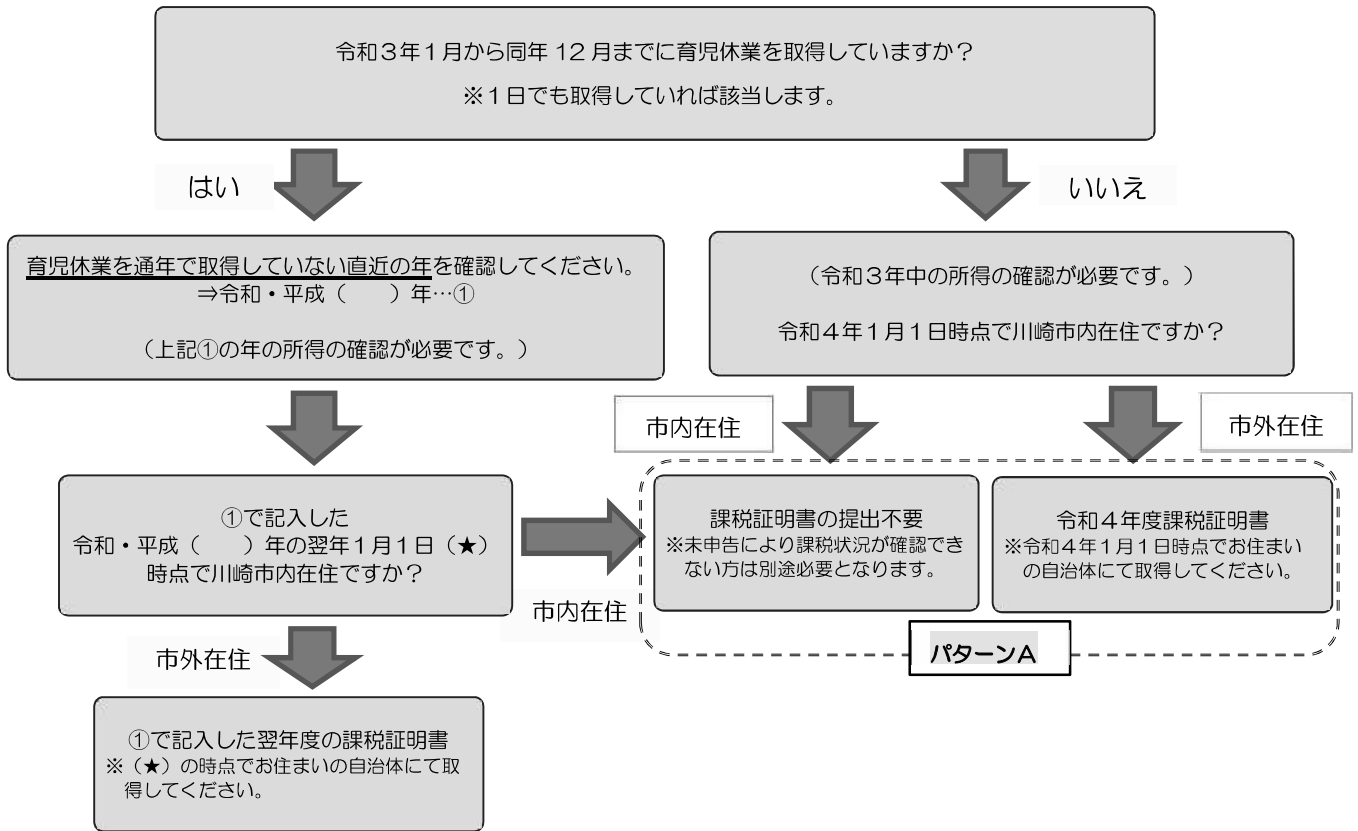 令和３年１月から同年 12 月までに育児休業を取得していますか？
※１日でも取得していれば該当します。
はい
いいえ
育児休業を通年で取得していない直近の年を確認してください。
⇒令和・平成（　　）年…①
（上記①の年の所得の確認が必要です。）
（令和３年中の所得の確認が必要です。）
令和４年１月１日時点で川崎市内在住ですか？
市内在住
市外在住
①で記入した
令和・平成（　　）年の翌年１月１日（★）
時点で川崎市内在住ですか？
市内在住
課税証明書の提出不要
※未申告により課税状況が確認でき
ない方は別途必要となります。
令和４年度課税証明書
※令和４年１月１日時点でお住まい
の自治体にて取得してください。
パターンＡ
市外在住
①で記入した翌年度の課税証明書
※（★）の時点でお住まいの自治体にて取
得してください。